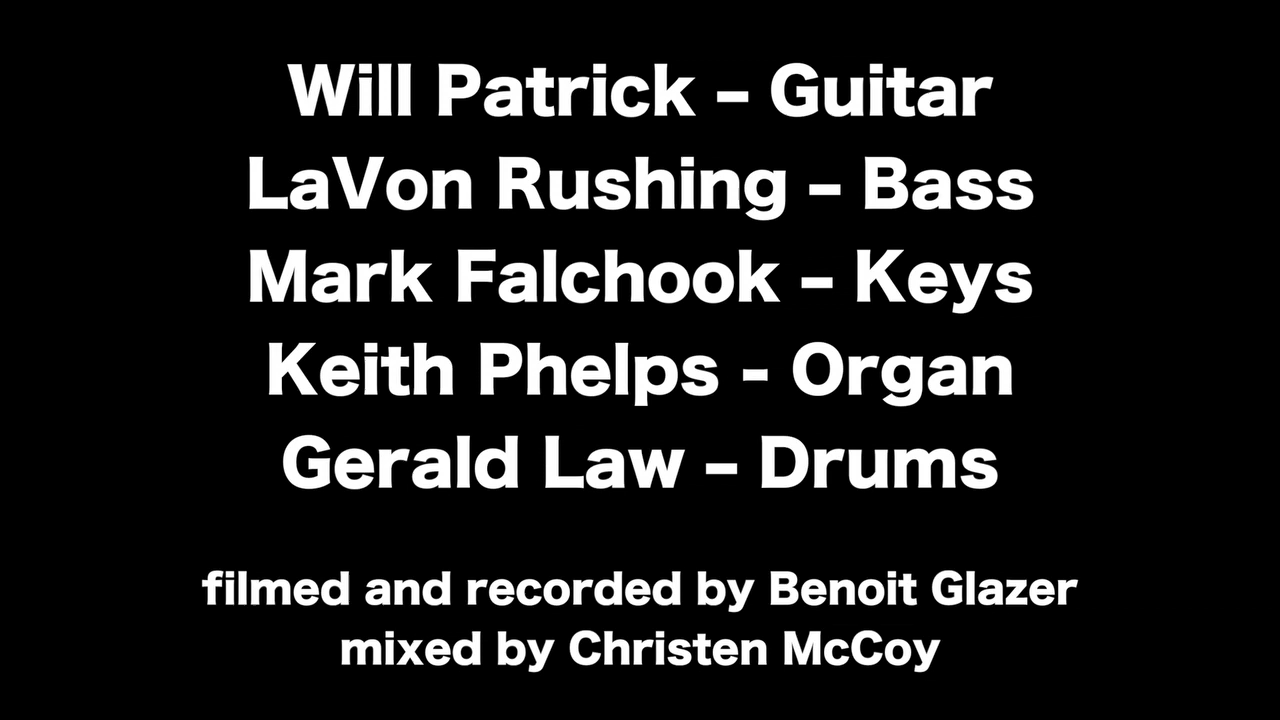 Will Patrick – Guitar
LaVon Rushing – Bass
Mark Falchook – Keys
Keith Phelps - Organ
Gerald Law – Drums
filmed and recorded by Benoit Glazer
mixed by Christen McCoy